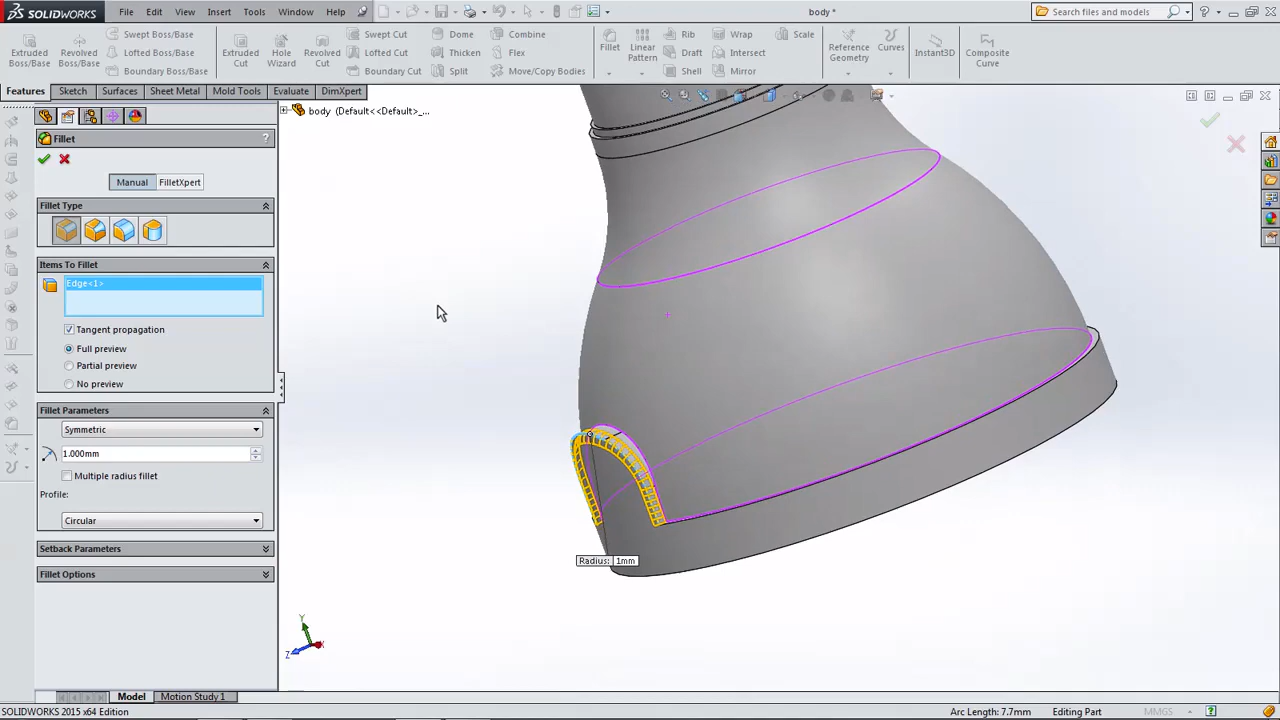 SOLIDWORKS File Edit View Insert Tools Window Help body * Search files and models
Extruded Boss/Base Revolved Boss/Base Swept Boss/Base Lofted Boss/Base Boundary Boss/Base Extruded Cut Hole Wizard Revolved Cut Swept Cut Lofted Cut Boundary Cut Dome Thicken Split Combine Flex Move/Copy Bodies Fillet Linear Pattern Rib Draft Shell Wrap Intersect Mirror Scale Reference Geometry Curves Instant3D Composite Curve
Features Sketch Surfaces Sheet Metal Mold Tools Evaluate DimXpert
body (Default<<Default>_...
Fillet ?
Manual FilletXpert
Fillet Type
Items To Fillet
Edge<1>
Tangent propagation
Full preview
Partial preview
No preview
Fillet Parameters
Symmetric
1.000mm
Multiple radius fillet
Profile:
Circular
Setback Parameters
Fillet Options
Radius: 1mm
Y
X
Z
Model Motion Study 1
SOLIDWORKS 2015 x64 Edition Arc Length: 7.7mm Editing Part MMGS